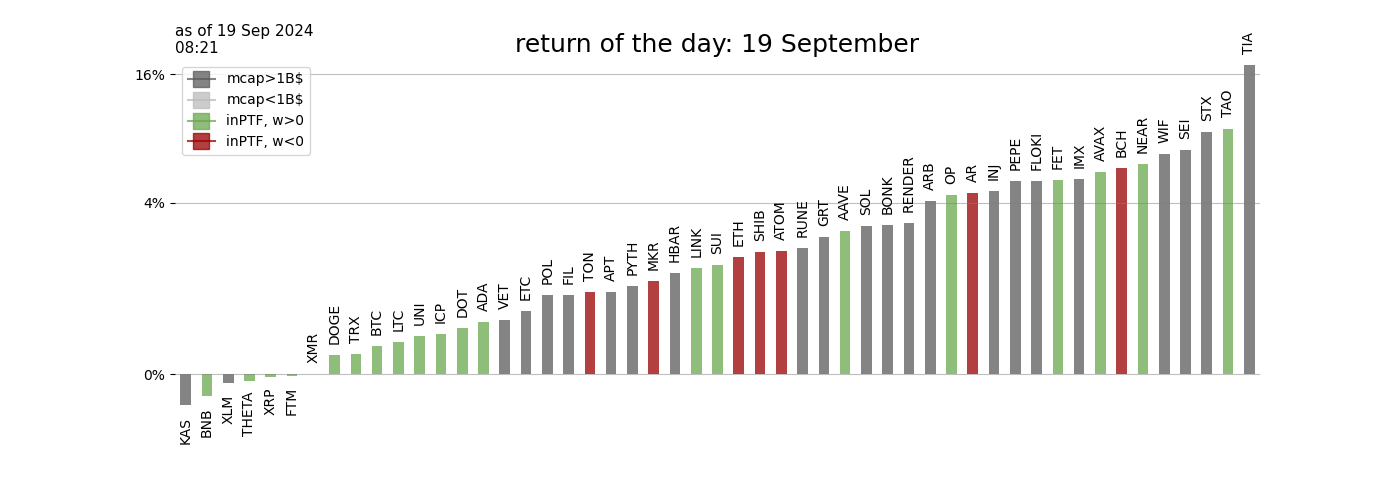 as of 19 Sep 2024
08:21
return of the day: 19 September
16%
4%
0%
mcap>1B$
mcap<1B$
inPTF, w>0
inPTF, w<0
KAS
BNB
XLM
THETA
XRP
FTM
XMR
DOGE
TRX
BTC
LTC
UNI
ICP
DOT
ADA
VET
ETC
POL
FIL
TON
APT
PYTH
MKR
HBAR
LINK
SUI
ETH
SHIB
ATOM
RUNE
GRT
AAVE
SOL
BONK
RENDER
ARB
OP
AR
INJ
PEPE
FLOKI
FET
IMX
AVAX
BCH
NEAR
WIF
SEI
STX
TAO
TIA